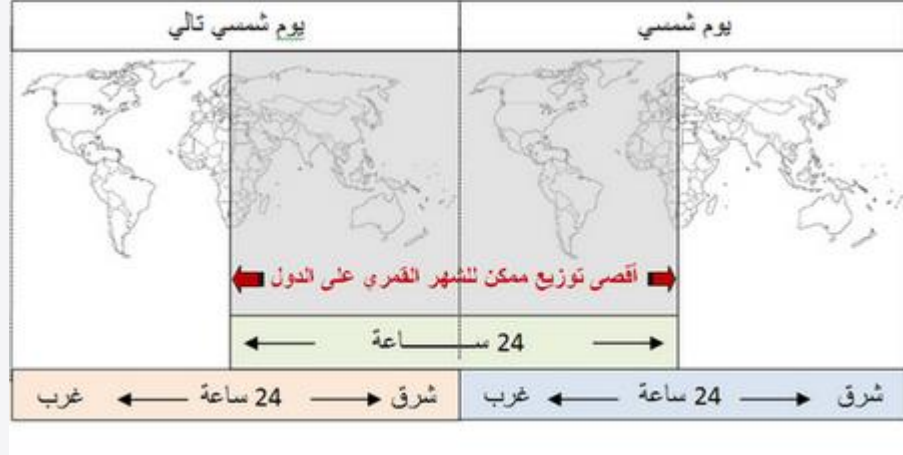 يوم شمسي
يوم شمسي تالي
أقصى توزيع ممكن للشهر القمري على الدول
24 ســـــــاعة
شرق 24 ساعة غرب
شرق 24 ساعة غرب